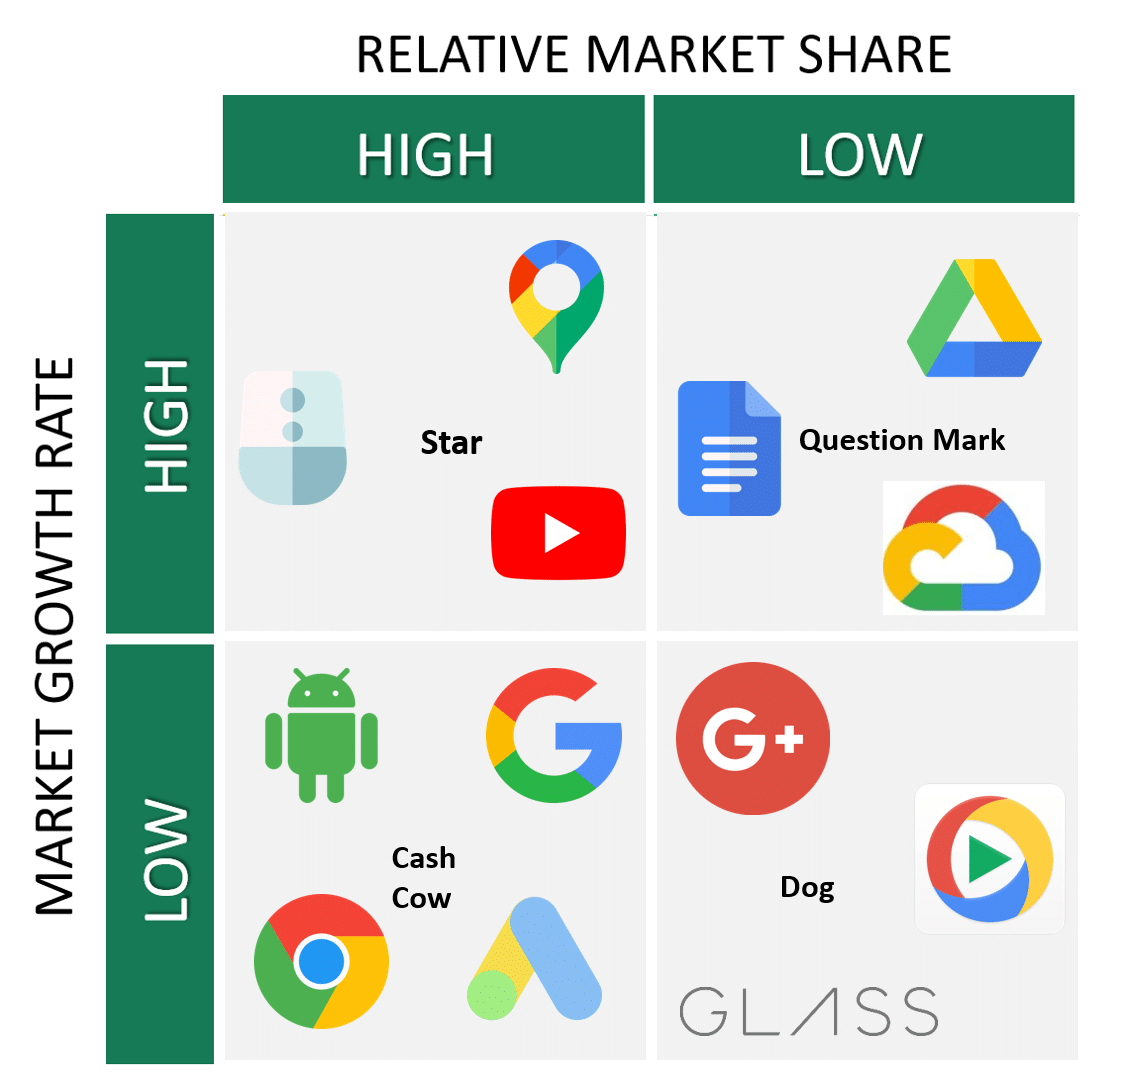 RELATIVE MARKET SHARE
HIGH
LOW
MARKET GROWTH RATE
HIGH
Star
Question Mark
LOW
G+
Cash
Cow
Dog
GLASS